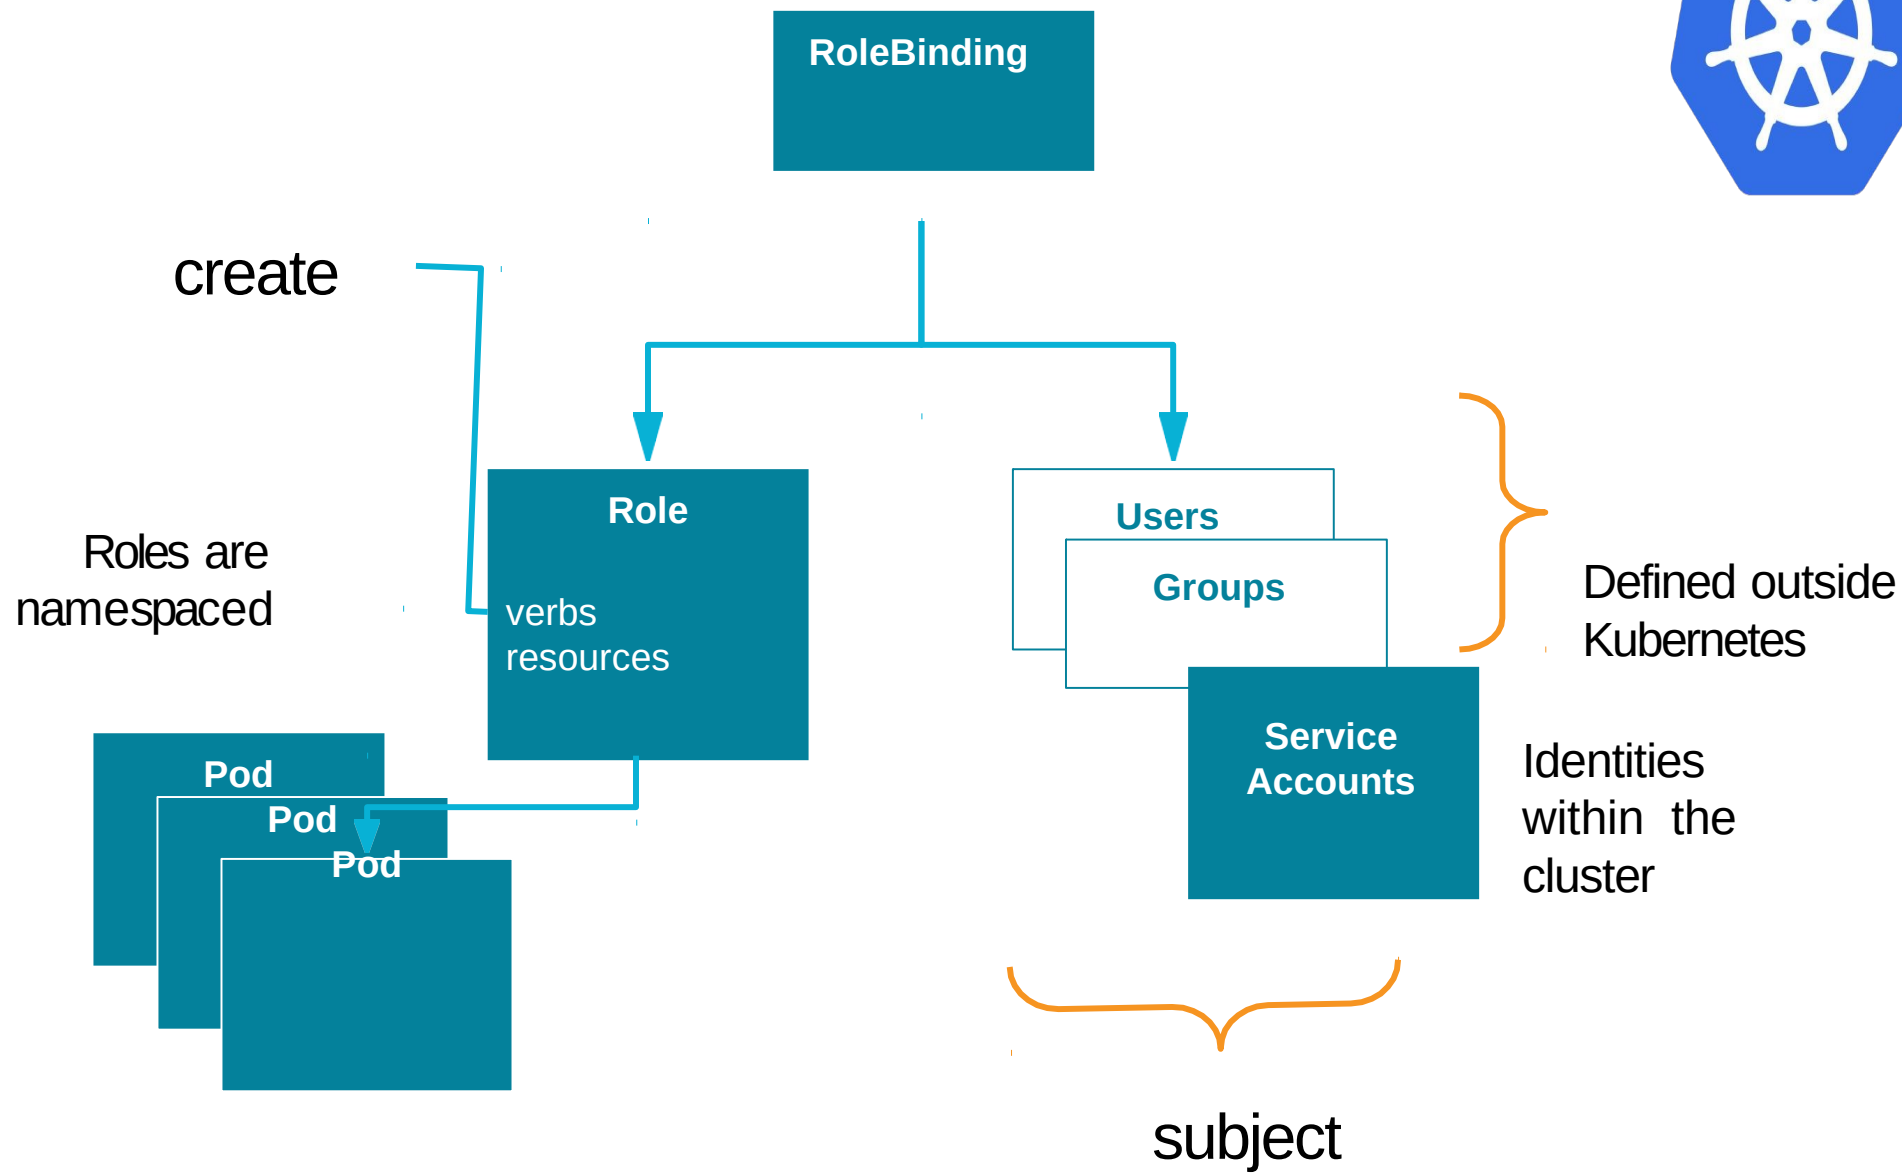 RoleBinding
create
Role
Roles are
namespaced
verbs
resources
Users
Groups
Defined outside
Kubernetes
Service
Accounts
Identities
within the
cluster
Pod
Pod
Pod
subject